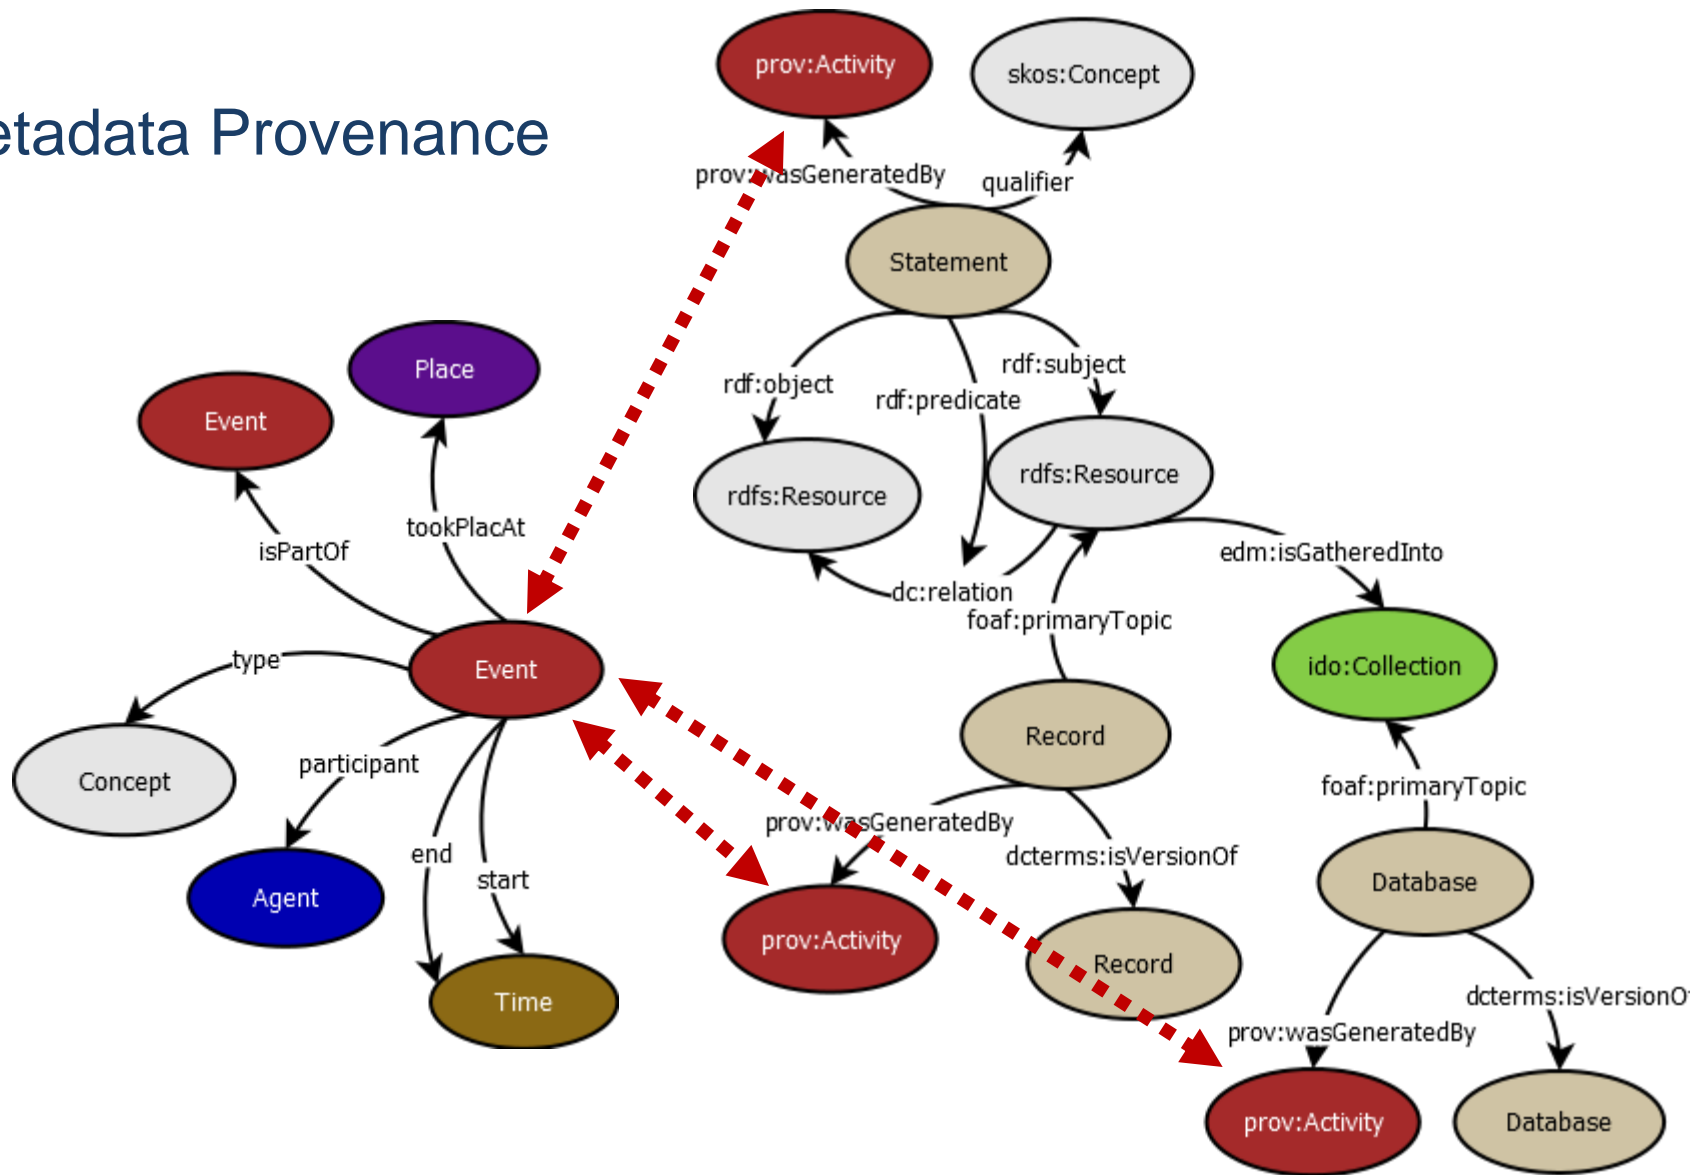 etadata Provenance
prov:Activity
skos:Concept
prov:wasGeneratedBy
qualifier
Statement
Place
Event
rdf:object
rdf:subject
rdf:predicate
rdfs:Resource
rdfs:Resource
tookPlacAt
isPartOf
edm:isGatheredInto
dc:relation
foaf:primaryTopic
type
Event
ido:Collection
Record
Concept
participant
foaf:primaryTopic
prov:wasGeneratedBy
dcterms:isVersionOf
end
start
Database
Agent
prov:Activity
Record
Time
dcterms:isVersionOf
prov:wasGeneratedBy
prov:Activity
Database